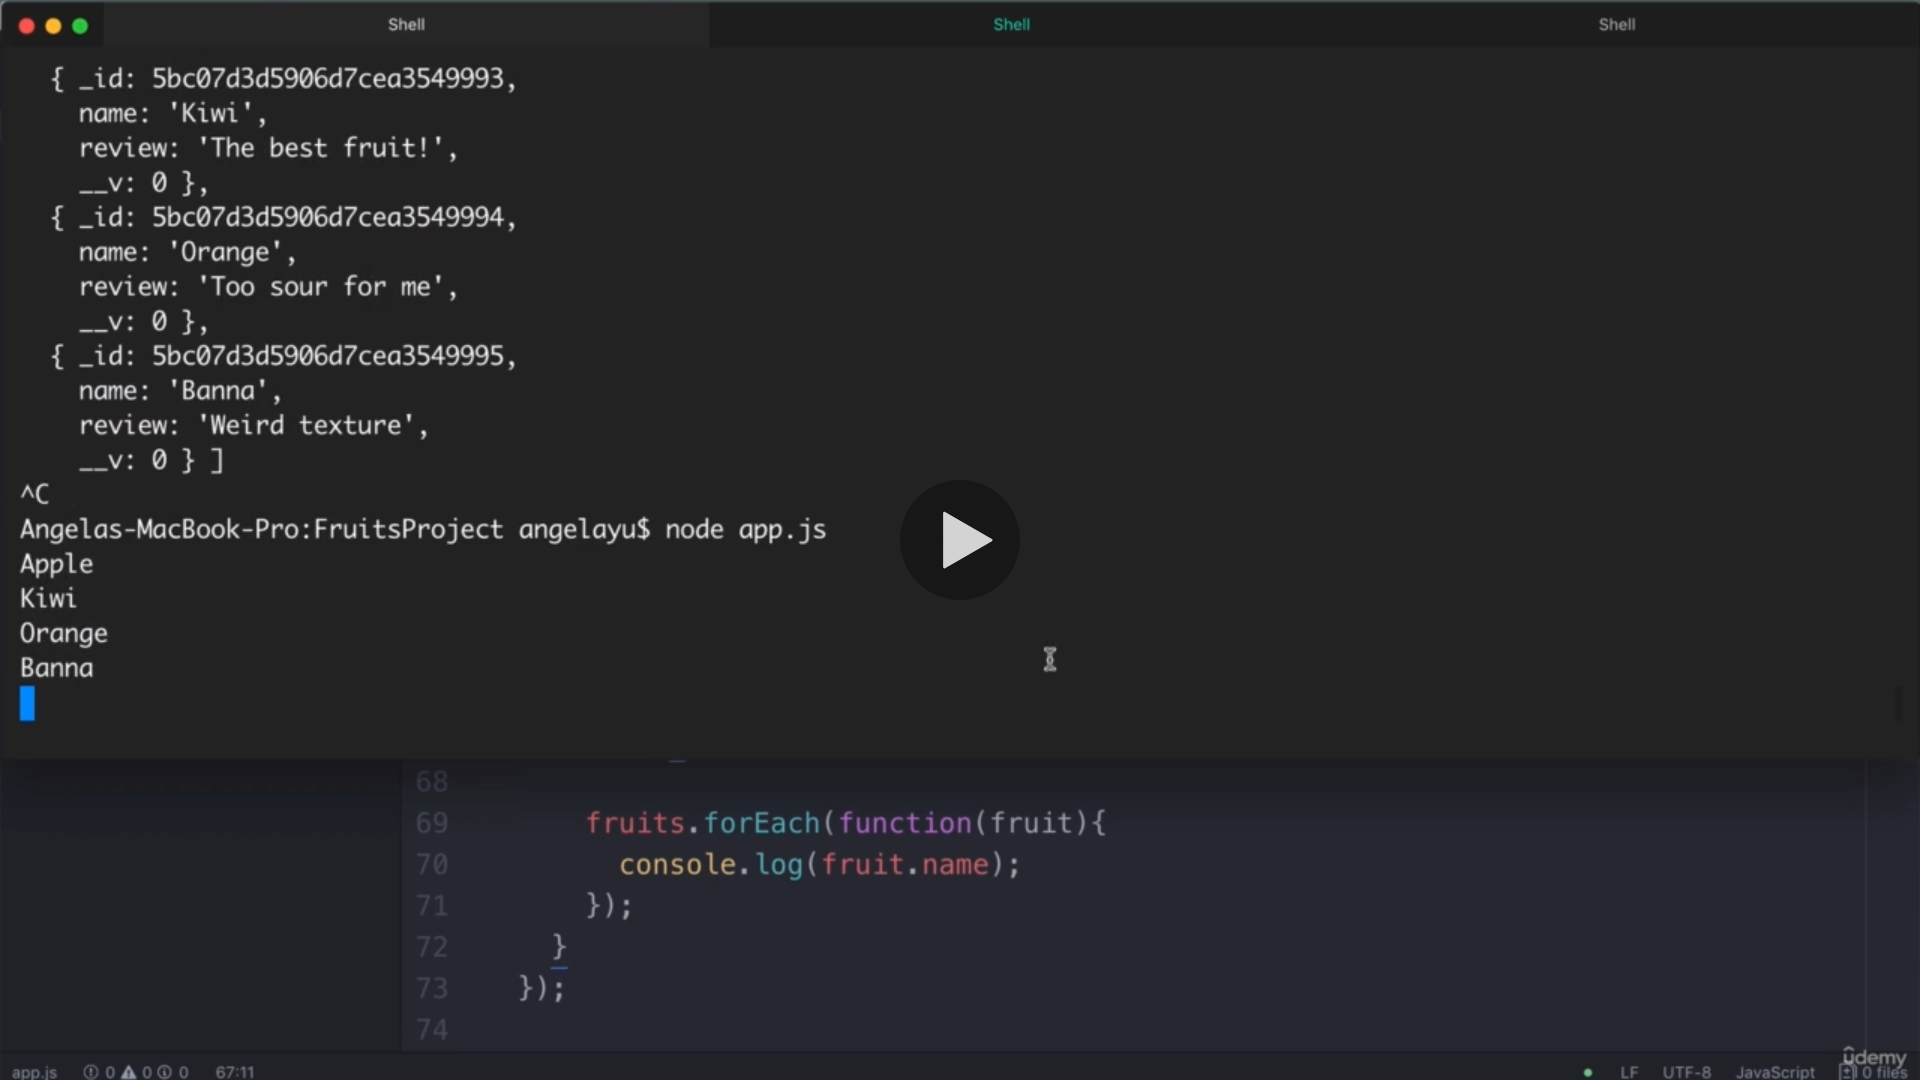 Shell
Shell
Shell
{ _id: 5bc07d3d5906d7cea3549993,
name: 'Kiwi',
review: 'The best fruit!',
__v: 0 },
{ _id: 5bc07d3d5906d7cea3549994,
name: 'Orange',
review: 'Too sour for me',
__v: 0 },
{ _id: 5bc07d3d5906d7cea3549995,
name: 'Banna',
review: 'Weird texture',
__v: 0 } ]
^C
Angelas-MacBook-Pro:FruitsProject angelayu$ node app.js
Apple
Kiwi
Orange
Banna
68
69 fruits.forEach(function(fruit){
70 console.log(fruit.name);
71 });
72 }
73 });
74
ûdemy
app.js 0 0 0 67:11 LF UTF-8 JavaScript 0 files